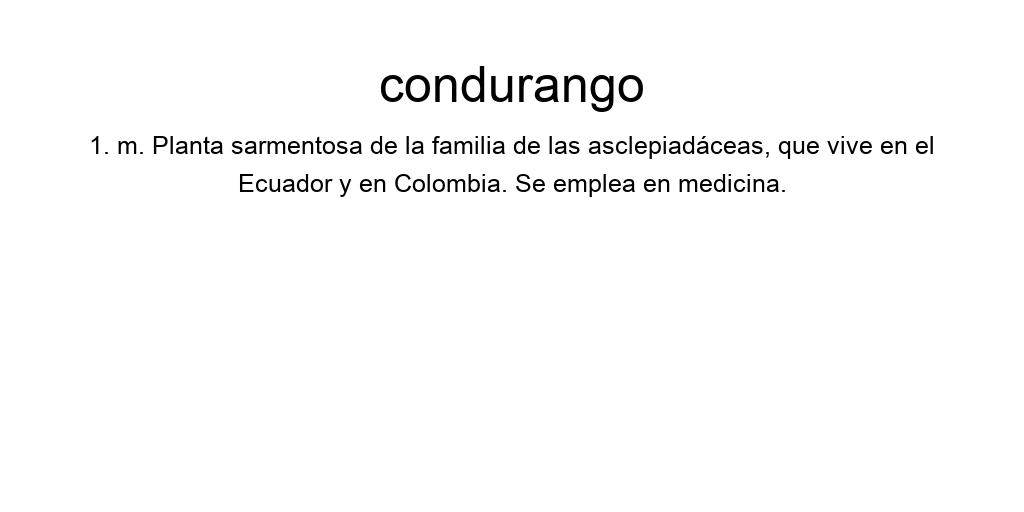 condurango
1. m. Planta sarmentosa de la familia de las asclepiadáceas, que vive en el
Ecuador y en Colombia. Se emplea en medicina.